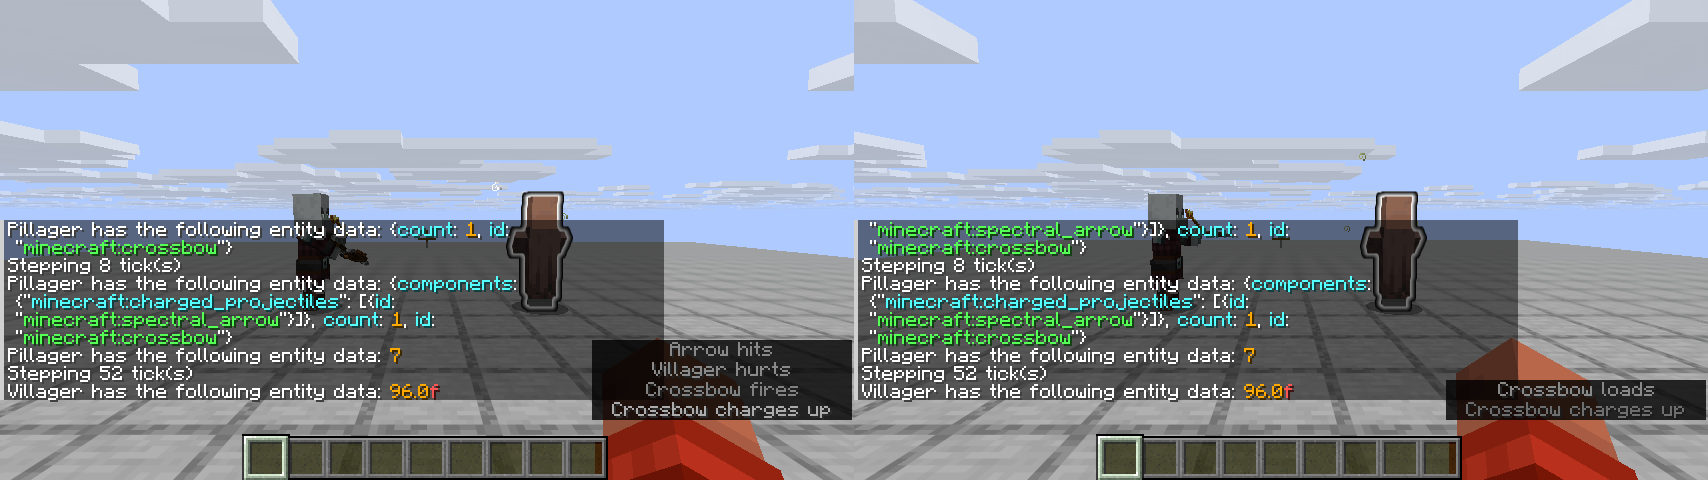 Pillager has the following entity data: {count: 1, id:
"minecraft:crossbow"}
Stepping 8 tick(s)
Pillager has the following entity data: {components:
{"minecraft:charged_projectiles": [{id:
"minecraft:spectral_arrow"}]}, count: 1, id:
"minecraft:crossbow"}
Pillager has the following entity data: 7
Stepping 52 tick(s)
Villager has the following entity data: 96.0f
Arrow hits
Villager hurts
Crossbow fires
Crossbow charges up
"minecraft:spectral_arrow"}]}, count: 1, id:
"minecraft:crossbow"}
Stepping 8 tick(s)
Pillager has the following entity data: {components:
{"minecraft:charged_projectiles": [{id:
"minecraft:spectral_arrow"}]}, count: 1, id:
"minecraft:crossbow"}
Pillager has the following entity data: 7
Stepping 52 tick(s)
Villager has the following entity data: 96.0f
Crossbow loads
Crossbow charges up